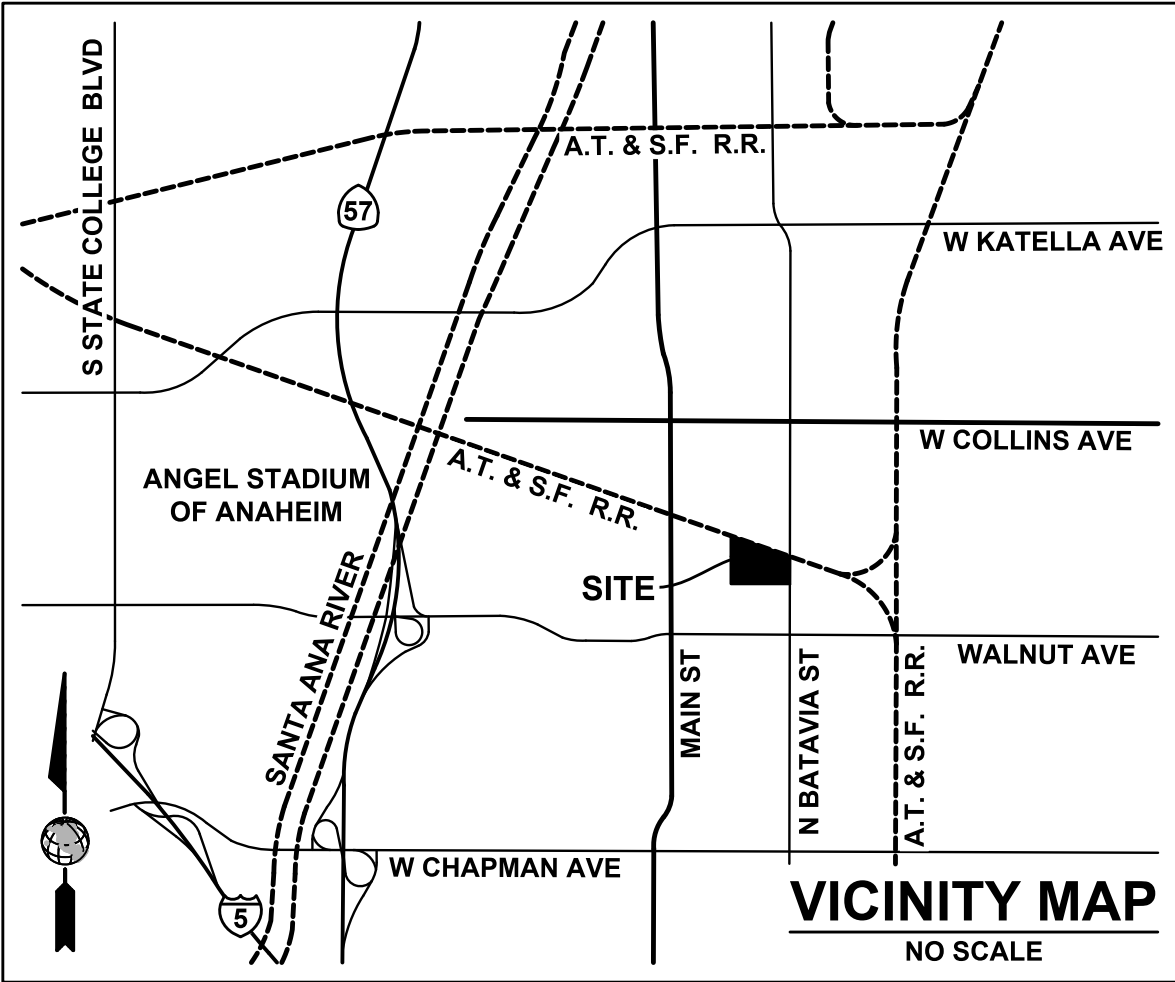 S STATE COLLEGE BLVD
A.T. & S.F. R.R.
57
W KATELLA AVE
W COLLINS AVE
ANGEL STADIUM
OF ANAHEIM
A.T. & S.F. R.R.
SITE
SANTA ANA RIVER
WALNUT AVE
MAIN ST
N BATAVIA ST
A.T. & S.F. R.R.
W CHAPMAN AVE
5
VICINITY MAP
NO SCALE